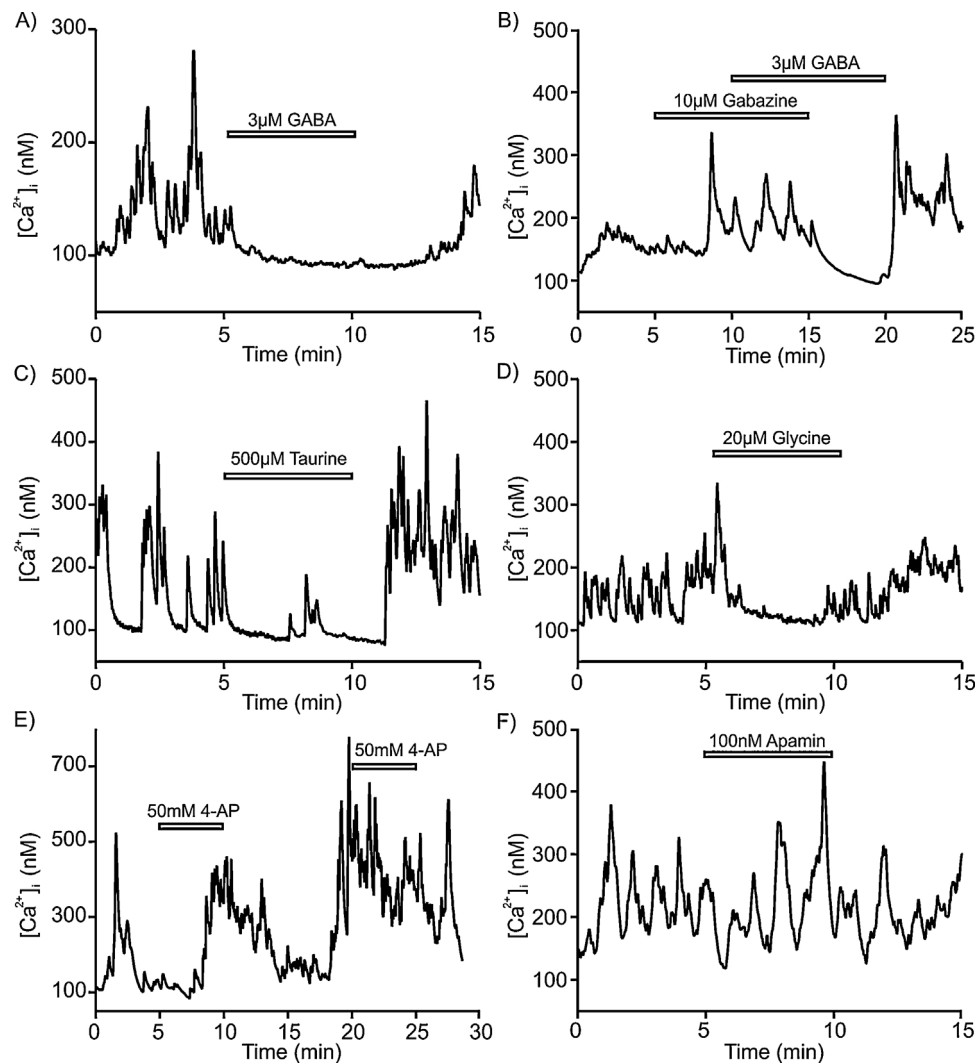 A)
300
200
100
[Ca²⁺]ᵢ (nM)
3µM GABA
0 5 10 15
Time (min)
B)
500
400
300
200
100
[Ca²⁺]ᵢ (nM)
3µM GABA
10µM Gabazine
0 5 10 15 20 25
Time (min)
C)
500
400
300
200
100
[Ca²⁺]ᵢ (nM)
500µM Taurine
0 5 10 15
Time (min)
D)
500
400
300
200
100
[Ca²⁺]ᵢ (nM)
20µM Glycine
0 5 10 15
Time (min)
E)
700
500
300
100
[Ca²⁺]ᵢ (nM)
50mM 4-AP
50mM 4-AP
0 5 10 15 20 25 30
Time (min)
F)
500
400
300
200
100
[Ca²⁺]ᵢ (nM)
100nM Apamin
0 5 10 15
Time (min)